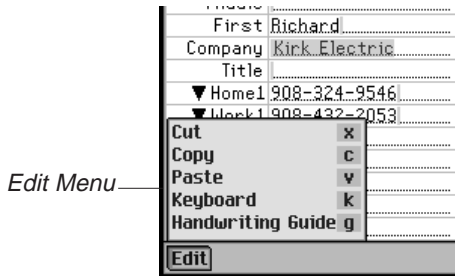 Middle
First Richard
Company Kirk Electric
Title
▼ Home1 908-324-9546
▼ Work1 908-432-2053
Cut x
Copy c
Paste v
Keyboard k
Handwriting Guide g
Edit Menu
Edit